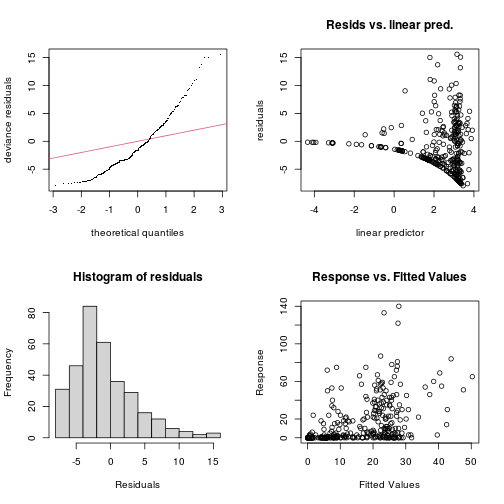 Resids vs. linear pred.
deviance residuals
-5 0 5 10 15
-3 -2 -1 0 1 2 3
theoretical quantiles
residuals
-5 0 5 10 15
-4 -2 0 2 4
linear predictor
Histogram of residuals
Frequency
0 20 40 60 80
-5 0 5 10 15
Residuals
Response vs. Fitted Values
Response
0 20 60 100 140
0 10 20 30 40 50
Fitted Values